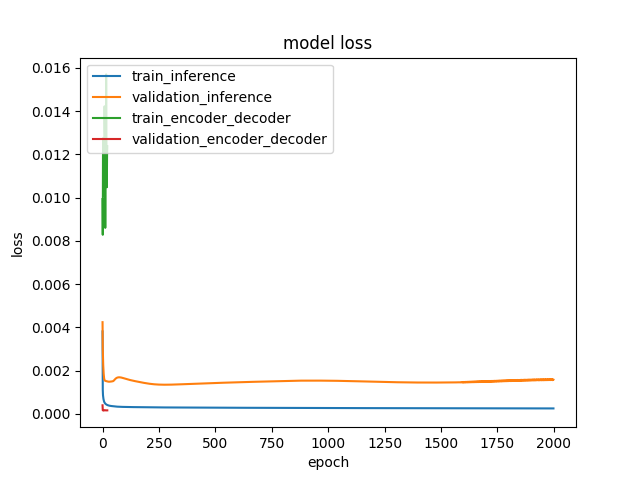 model loss
train_inference
validation_inference
train_encoder_decoder
validation_encoder_decoder
0.016
0.014
0.012
0.010
0.008
0.006
0.004
0.002
0.000
loss
0 250 500 750 1000 1250 1500 1750 2000
epoch